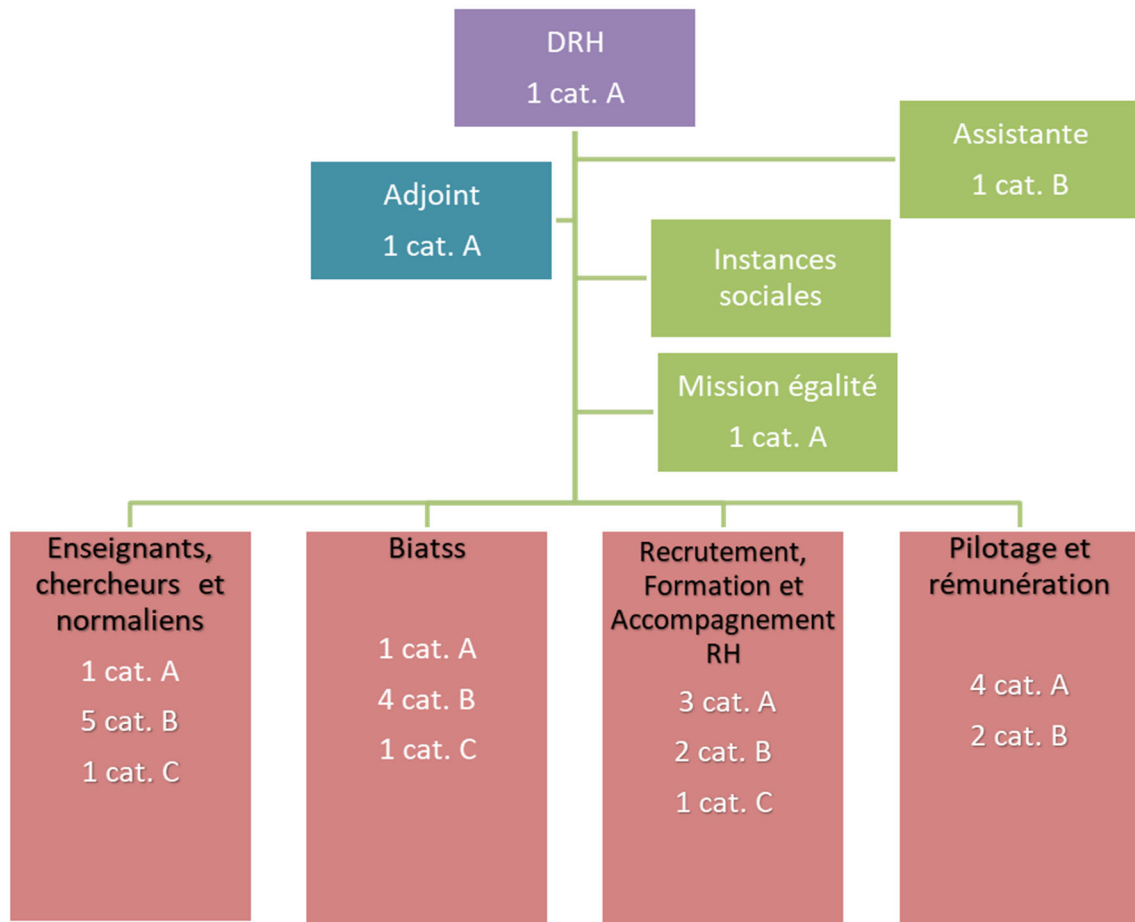 DRH
1 cat. A
Assistante
1 cat. B
Adjoint
1 cat. A
Instances
sociales
Mission égalité
1 cat. A
Enseignants,
chercheurs et
normaliens
1 cat. A
5 cat. B
1 cat. C
Biatss
1 cat. A
4 cat. B
1 cat. C
Recrutement,
Formation et
Accompagnement
RH
3 cat. A
2 cat. B
1 cat. C
Pilotage et
rémunération
4 cat. A
2 cat. B